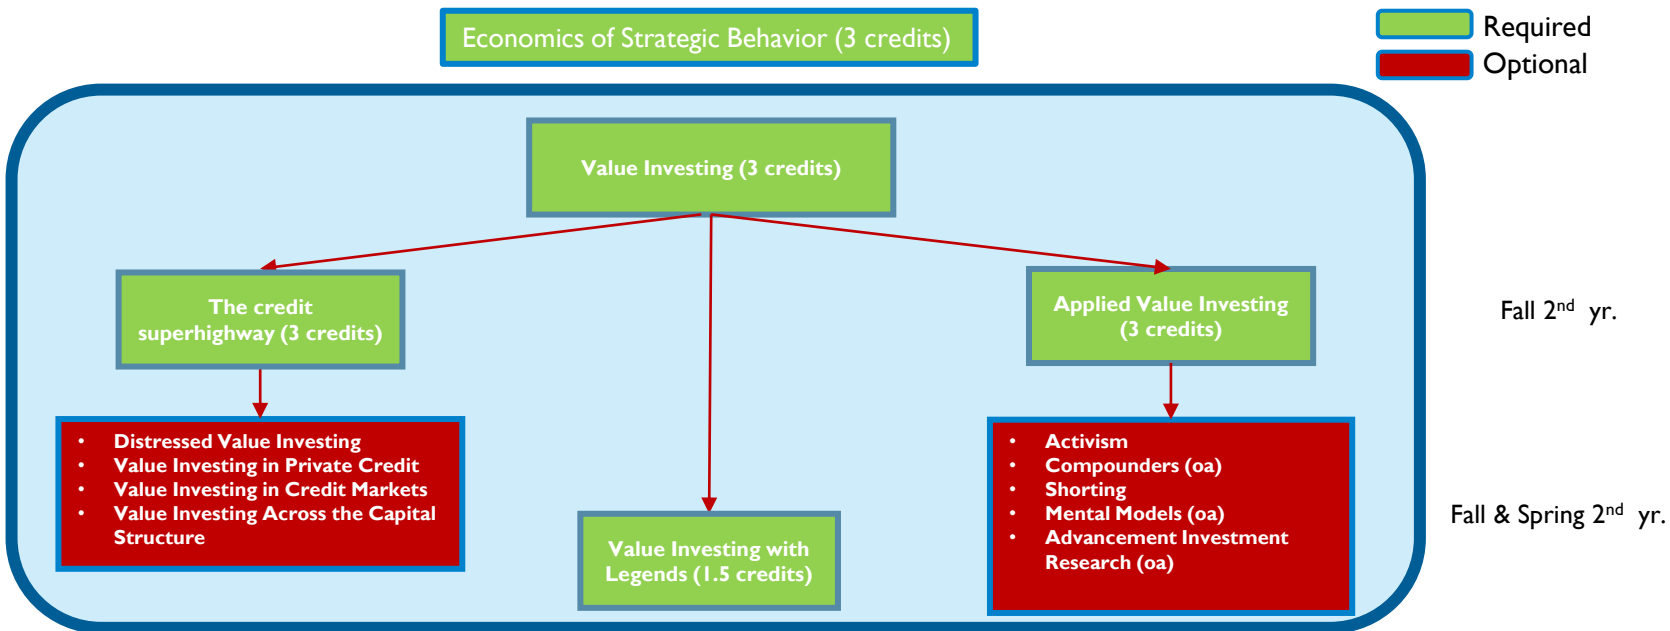 Economics of Strategic Behavior (3 credits)
Required
Optional
Value Investing (3 credits)
The credit
superhighway (3 credits)
Applied Value Investing
(3 credits)
Fall 2nd yr.
• Distressed Value Investing
• Value Investing in Private Credit
• Value Investing in Credit Markets
• Value Investing Across the Capital
Structure
Value Investing with
Legends (1.5 credits)
• Activism
• Compounders (oa)
• Shorting
• Mental Models (oa)
• Advancement Investment
Research (oa)
Fall & Spring 2nd yr.